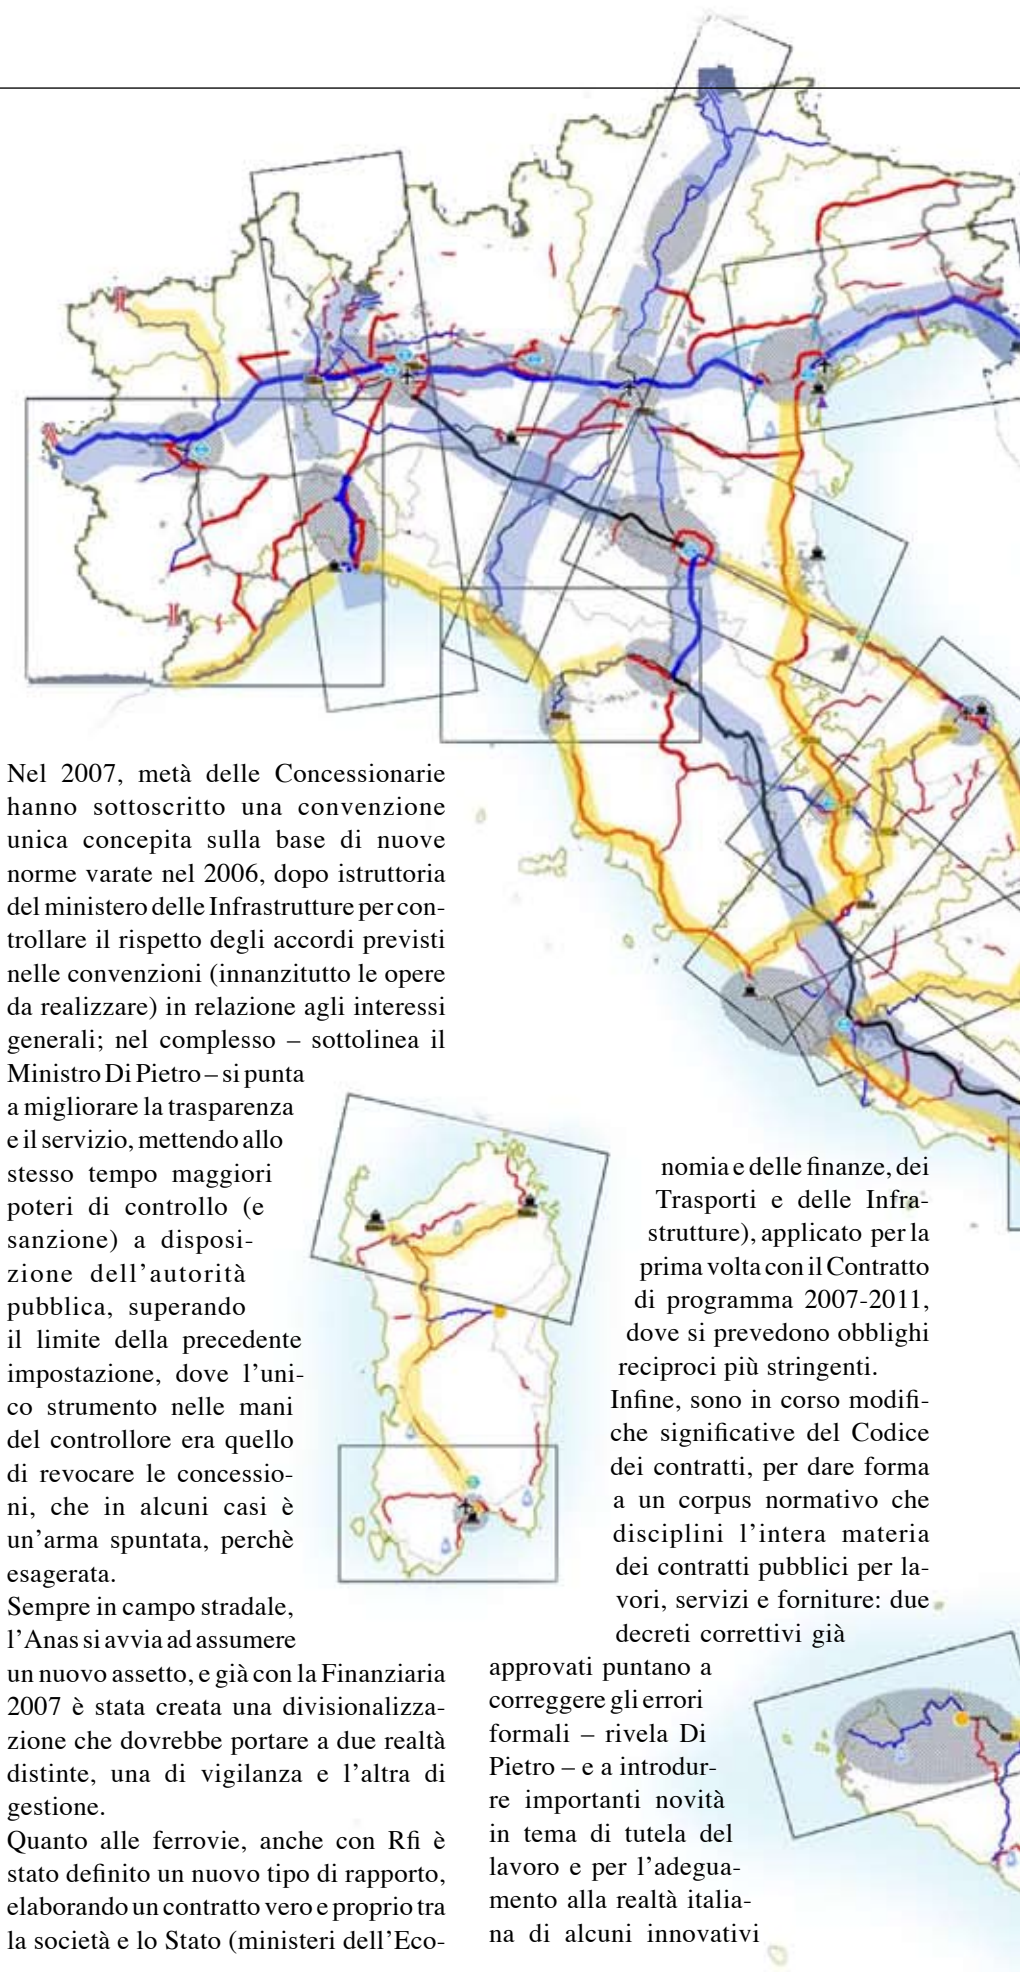 Nel 2007, metà delle Concessionarie
hanno sottoscritto una convenzione
unica concepita sulla base di nuove
norme varate nel 2006, dopo istruttoria
del ministero delle Infrastrutture per con-
trollare il rispetto degli accordi previsti
nelle convenzioni (innanzitutto le opere
da realizzare) in relazione agli interessi
generali; nel complesso – sottolinea il
Ministro Di Pietro – si punta
a migliorare la trasparenza
e il servizio, mettendo allo
stesso tempo maggiori
poteri di controllo (e
sanzione) a disposi-
zione dell’autorità
pubblica, superando
il limite della precedente
impostazione, dove l’uni-
co strumento nelle mani
del controllore era quello
di revocare le concessio-
ni, che in alcuni casi è
un’arma spuntata, perchè
esagerata.
Sempre in campo stradale,
l’Anas si avvia ad assumere
un nuovo assetto, e già con la Finanziaria
2007 è stata creata una divisionalizza-
zione che dovrebbe portare a due realtà
distinte, una di vigilanza e l’altra di
gestione.
Quanto alle ferrovie, anche con Rfi è
stato definito un nuovo tipo di rapporto,
elaborando un contratto vero e proprio tra
la società e lo Stato (ministeri dell’Eco-
nomia e delle finanze, dei
Trasporti e delle Infra-
strutture), applicato per la
prima volta con il Contratto
di programma 2007-2011,
dove si prevedono obblighi
reciproci più stringenti.
Infine, sono in corso modifi-
che significative del Codice
dei contratti, per dare forma
a un corpus normativo che
disciplini l’intera materia
dei contratti pubblici per la-
vori, servizi e forniture: due
decreti correttivi già
approvati puntano a
correggere gli errori
formali – rivela Di
Pietro – e a introdur-
re importanti novità
in tema di tutela del
lavoro e per l’adegua-
mento alla realtà italia-
na di alcuni innovativi